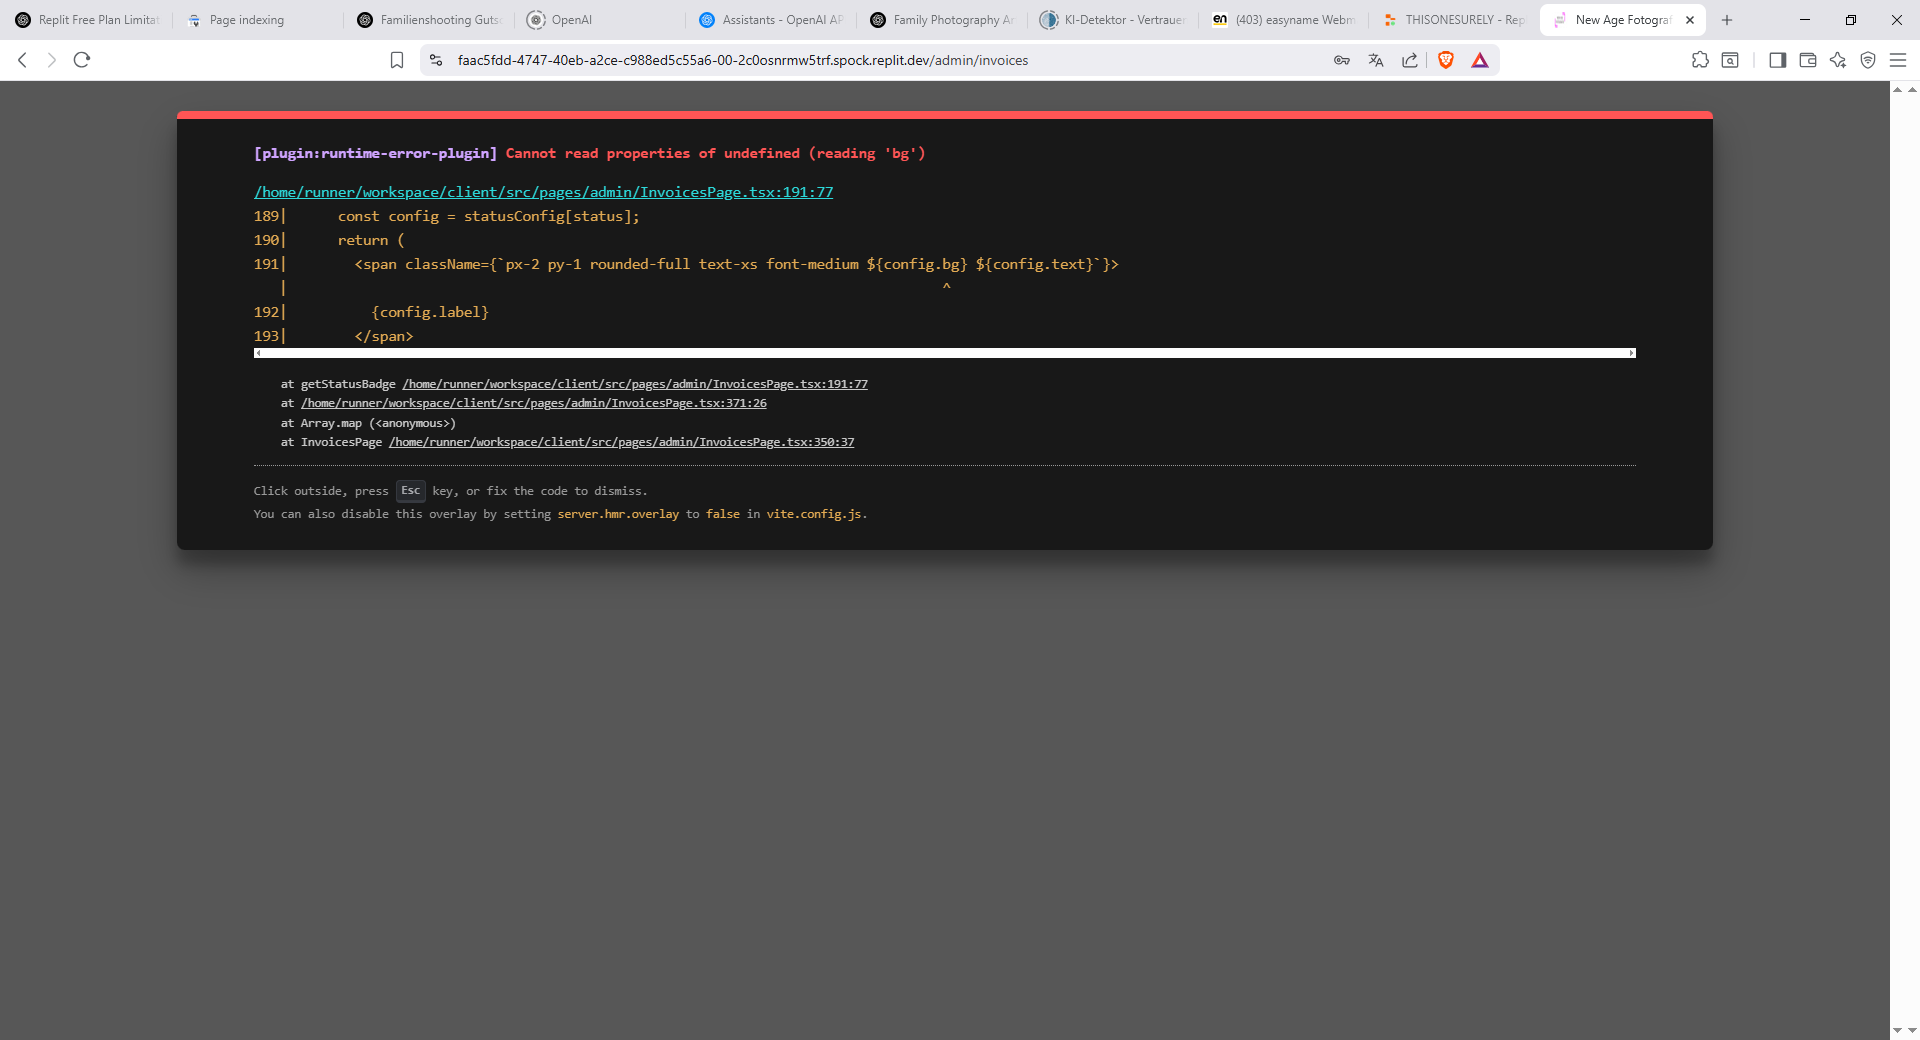 Replit Free Plan Limitat
Page indexing
Familienshooting Gutsc
OpenAI
Assistants - OpenAI AP
Family Photography Ar
KI-Detektor - Vertrauen
en (403) easyname Webm
THISONESURELY - Rep
New Age Fotograf
faac5fdd-4747-40eb-a2ce-c988ed5c55a6-00-2c0osnrmw5trf.spock.replit.dev/admin/invoices
[plugin:runtime-error-plugin] Cannot read properties of undefined (reading 'bg')
/home/runner/workspace/client/src/pages/admin/InvoicesPage.tsx:191:77
189|      const config = statusConfig[status];
190|      return (
191|        <span className={`px-2 py-1 rounded-full text-xs font-medium ${config.bg} ${config.text}`}>
|                                                                              ^
192|          {config.label}
193|        </span>
at getStatusBadge /home/runner/workspace/client/src/pages/admin/InvoicesPage.tsx:191:77
at /home/runner/workspace/client/src/pages/admin/InvoicesPage.tsx:371:26
at Array.map (<anonymous>)
at InvoicesPage /home/runner/workspace/client/src/pages/admin/InvoicesPage.tsx:350:37
Click outside, press Esc key, or fix the code to dismiss.
You can also disable this overlay by setting server.hmr.overlay to false in vite.config.js.